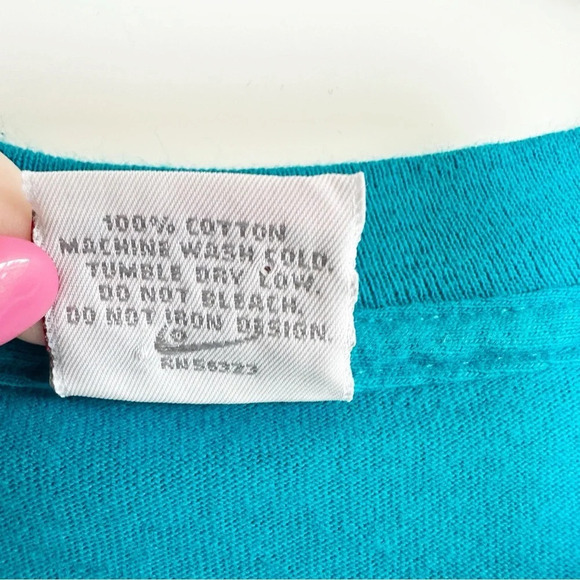 100% COTTON
MACHINE WASH COLD.
TUMBLE DRY LOW.
DO NOT BLEACH.
DO NOT IRON DESIGN.
RN56323